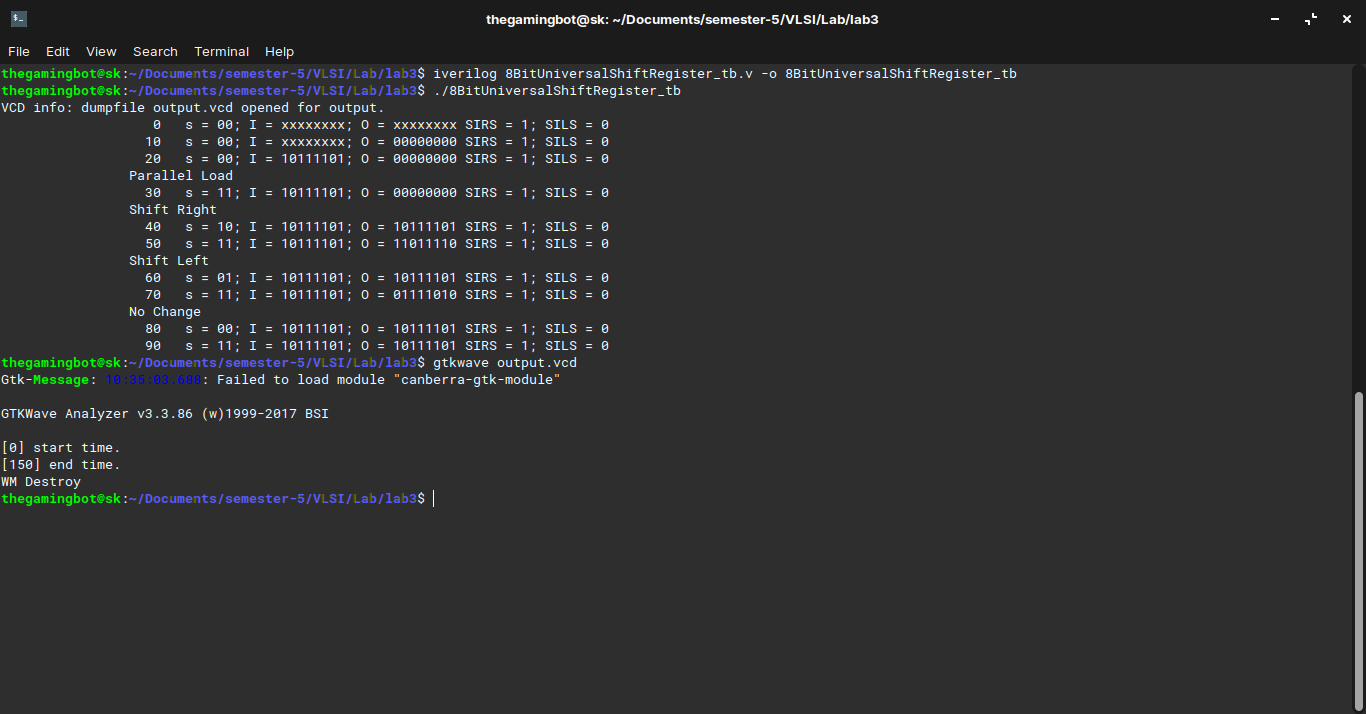 thegamingbot@sk: ~/Documents/semester-5/VLSI/Lab/lab3
File Edit View Search Terminal Help
thegamingbot@sk:~/Documents/semester-5/VLSI/Lab/lab3$ iverilog 8BitUniversalShiftRegister_tb.v -o 8BitUniversalShiftRegister_tb
thegamingbot@sk:~/Documents/semester-5/VLSI/Lab/lab3$ ./8BitUniversalShiftRegister_tb
VCD info: dumpfile output.vcd opened for output.
0 s = 00; I = xxxxxxxx; O = xxxxxxxx SIRS = 1; SILS = 0
10 s = 00; I = xxxxxxxx; O = 00000000 SIRS = 1; SILS = 0
20 s = 00; I = 10111101; O = 00000000 SIRS = 1; SILS = 0
Parallel Load
30 s = 11; I = 10111101; O = 00000000 SIRS = 1; SILS = 0
Shift Right
40 s = 10; I = 10111101; O = 10111101 SIRS = 1; SILS = 0
50 s = 11; I = 10111101; O = 11011110 SIRS = 1; SILS = 0
Shift Left
60 s = 01; I = 10111101; O = 10111101 SIRS = 1; SILS = 0
70 s = 11; I = 10111101; O = 01111010 SIRS = 1; SILS = 0
No Change
80 s = 00; I = 10111101; O = 10111101 SIRS = 1; SILS = 0
90 s = 11; I = 10111101; O = 10111101 SIRS = 1; SILS = 0
thegamingbot@sk:~/Documents/semester-5/VLSI/Lab/lab3$ gtkwave output.vcd
Gtk-Message: 10:35:03.688: Failed to load module "canberra-gtk-module"
GTKWave Analyzer v3.3.86 (w)1999-2017 BSI
[0] start time.
[150] end time.
WM Destroy
thegamingbot@sk:~/Documents/semester-5/VLSI/Lab/lab3$